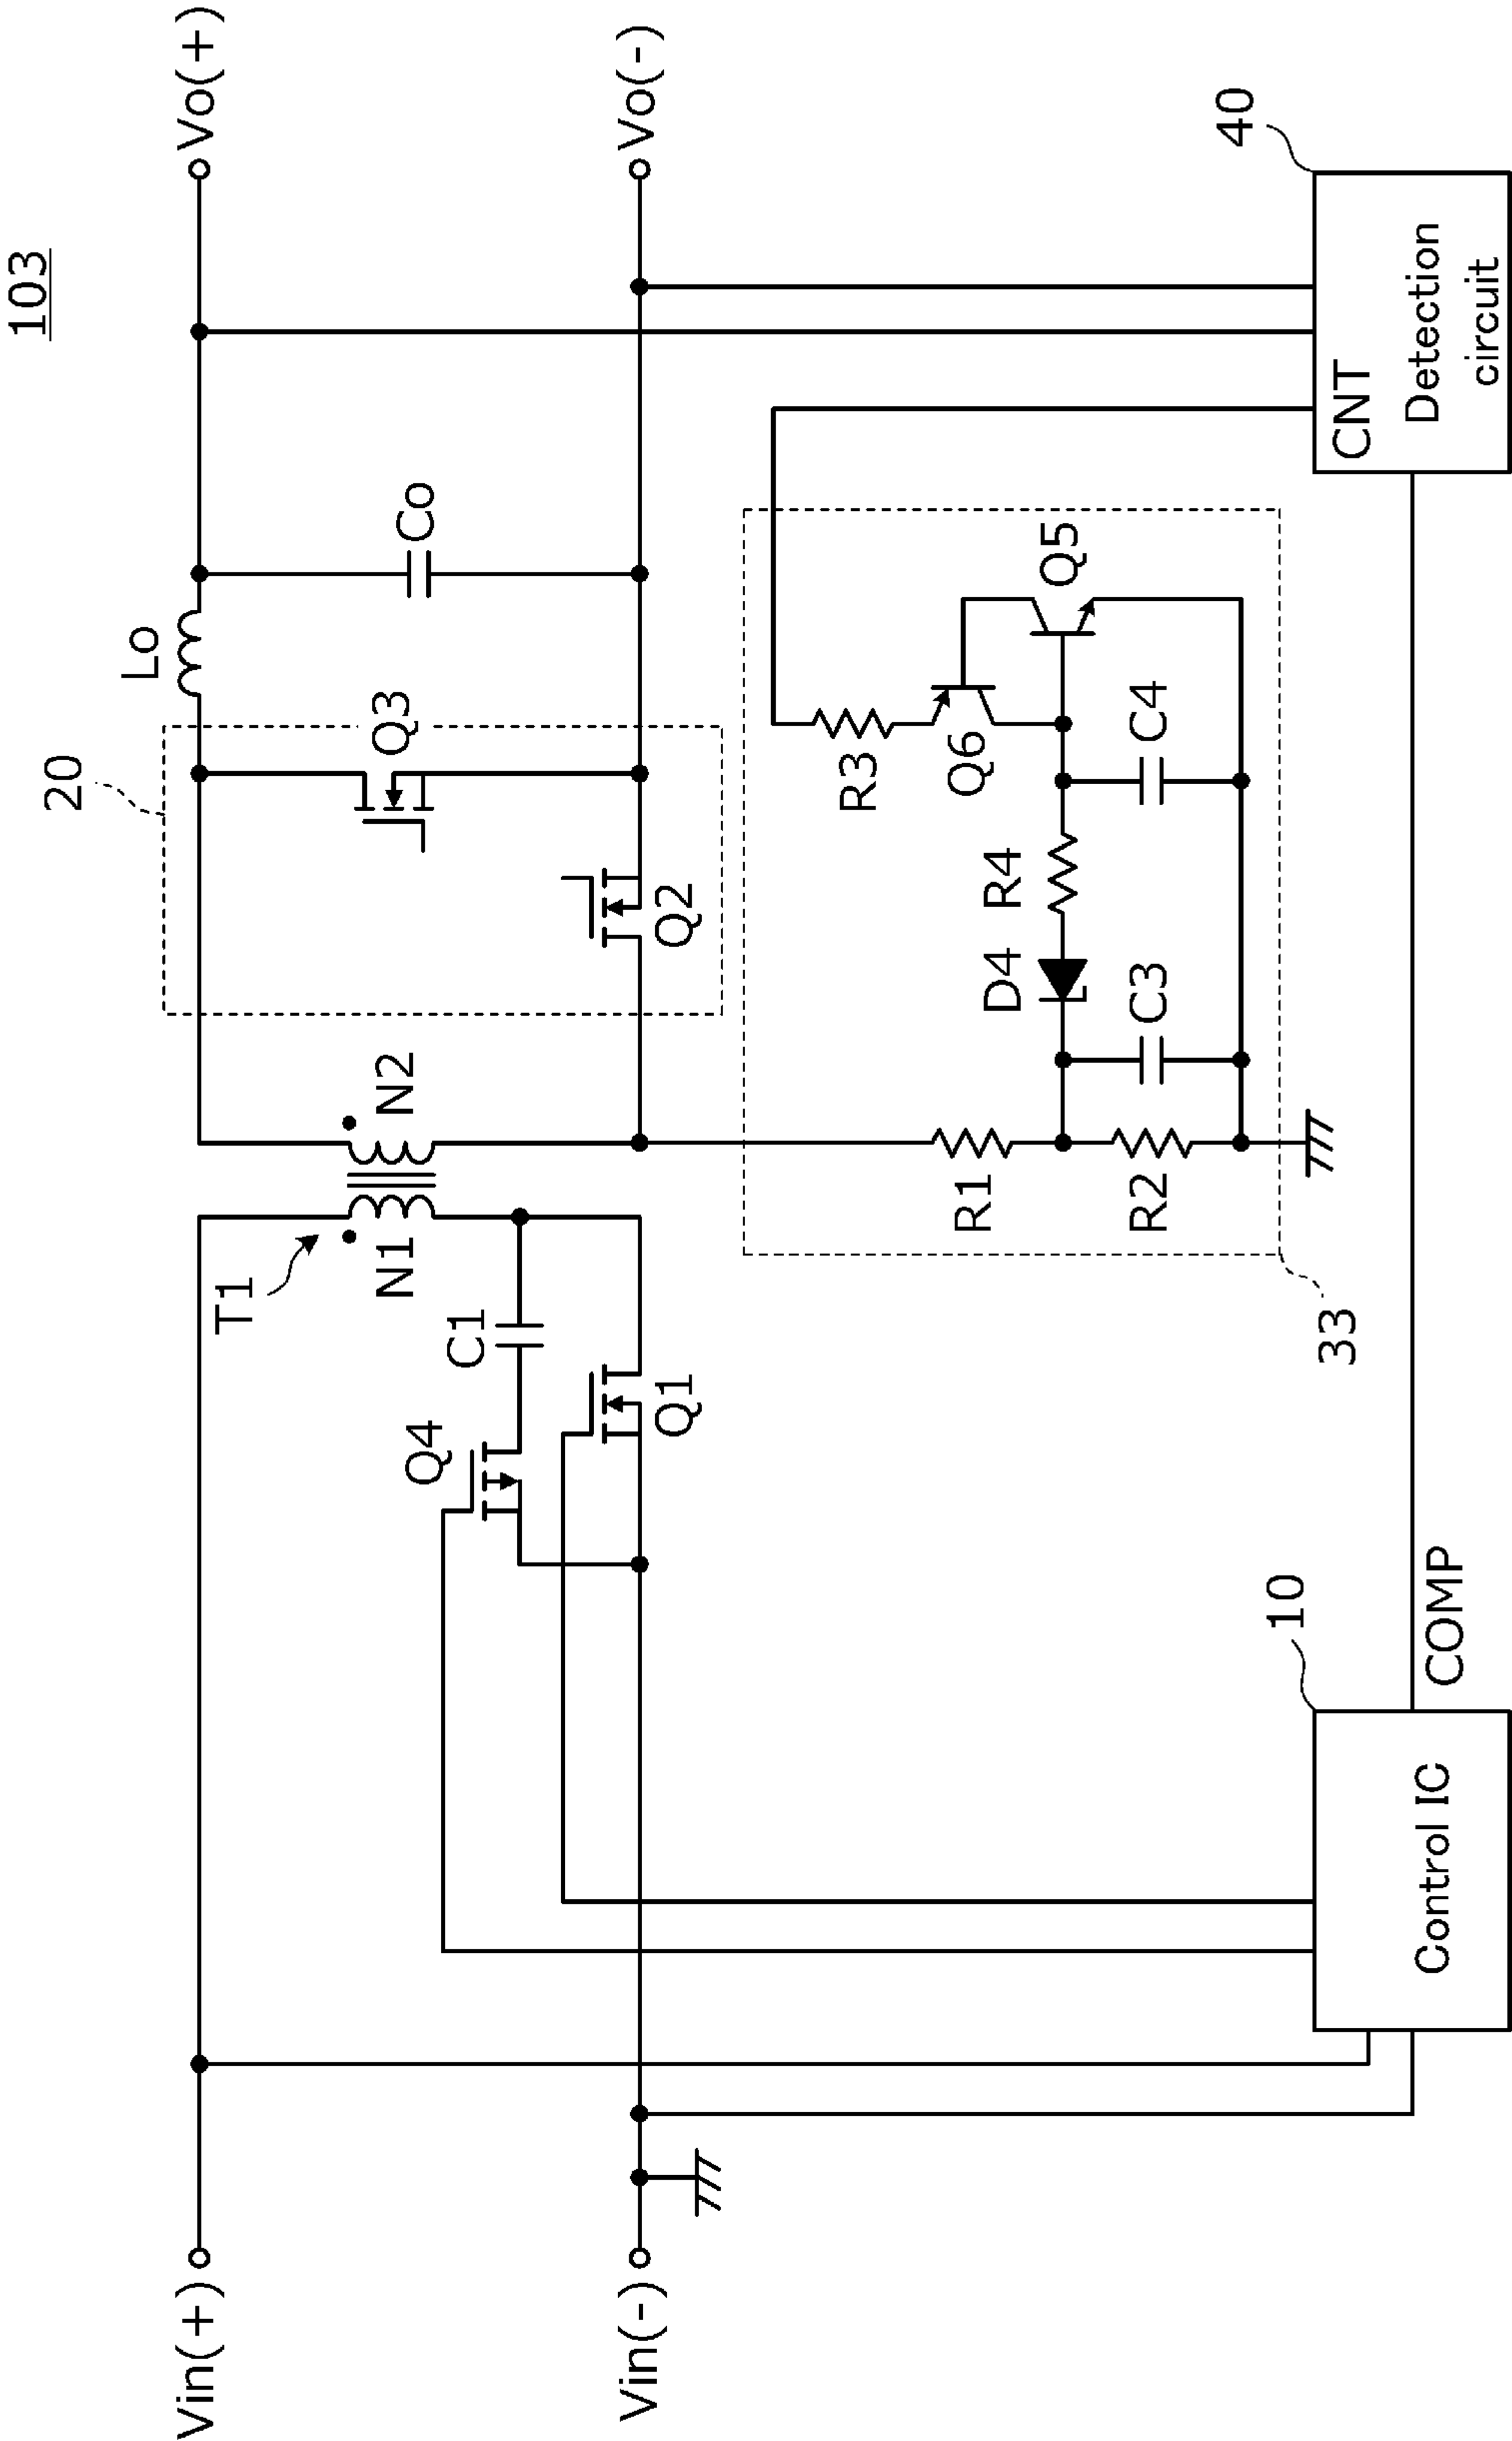 103
Vin(+)
Vin(-)
Vo(+)
Vo(-)
T1
N1
N2
20
Lo
Q3
Co
Q2
C1
Q4
Q1
R1
R2
D4
R4
C3
R3
Q6
C4
Q5
33
10
Control IC
COMP
40
CNT
Detection
circuit